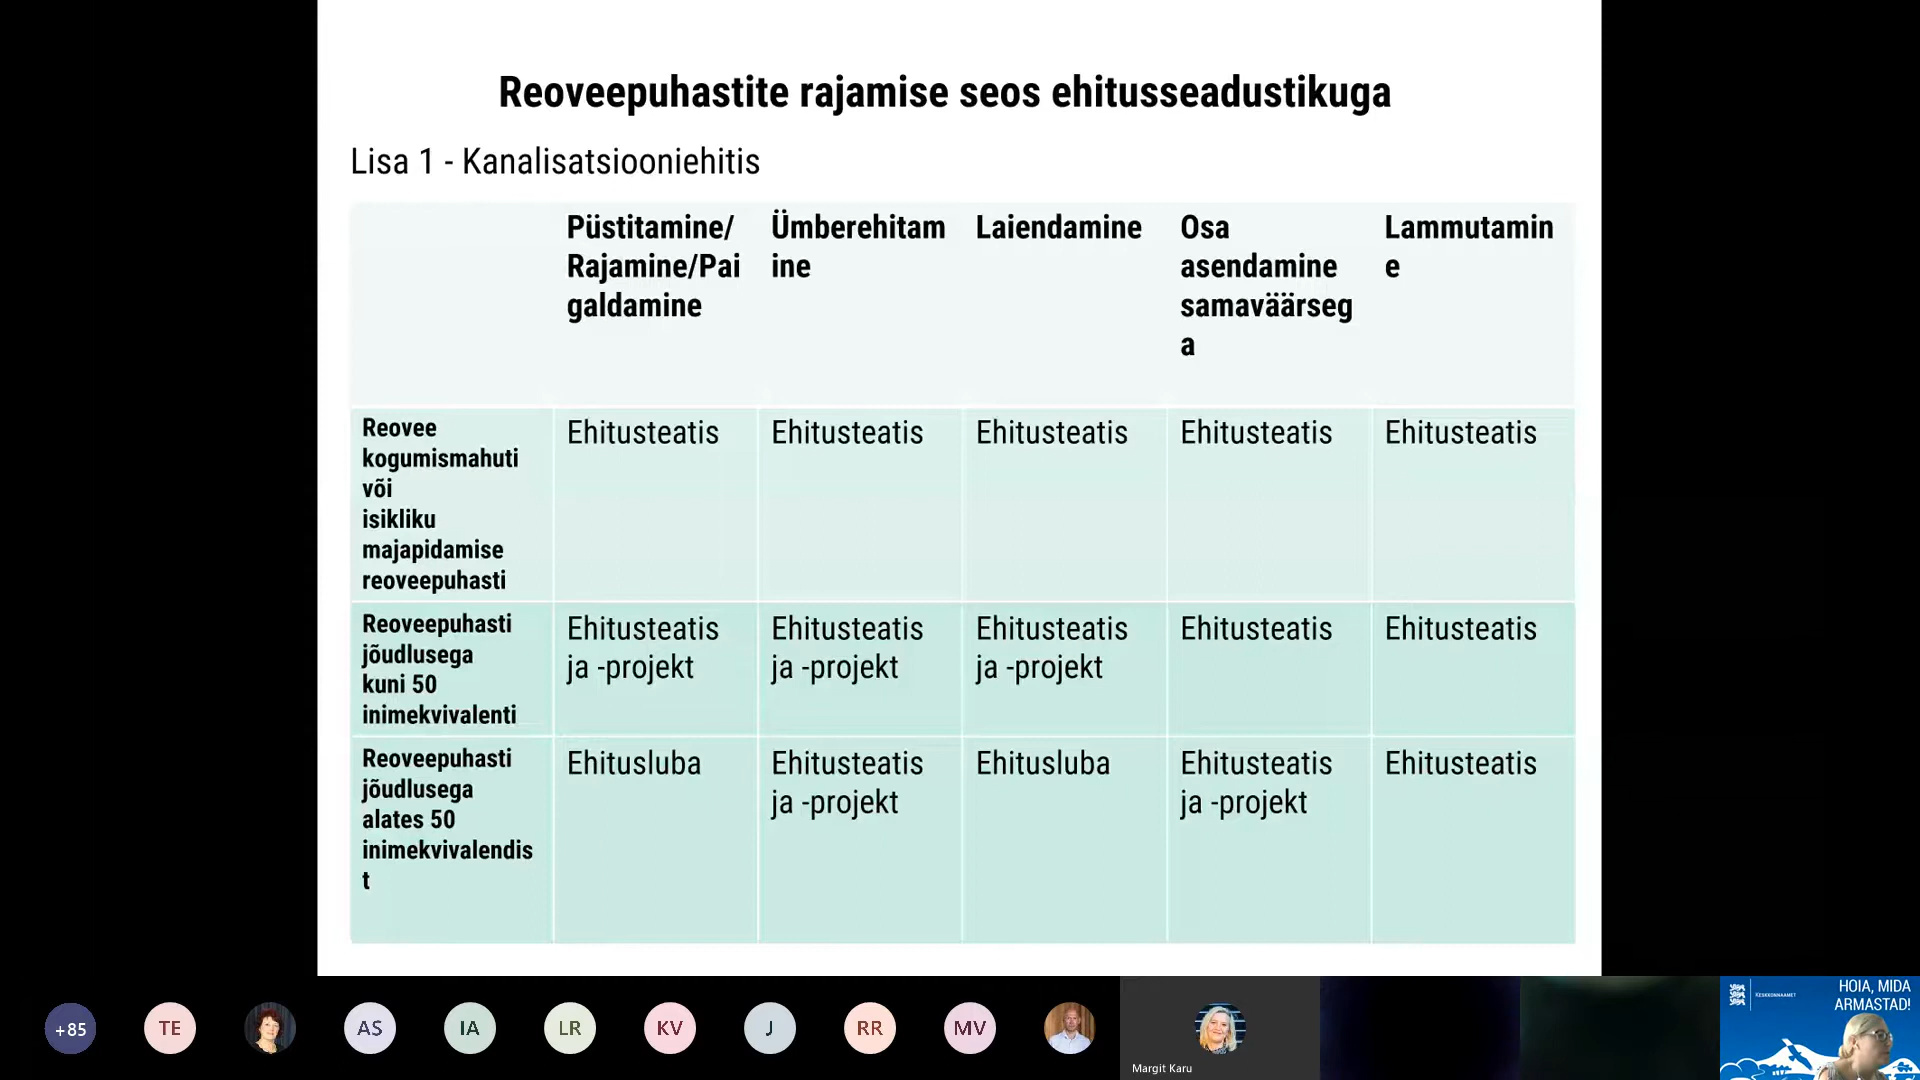 Reoveepuhastite rajamise seos ehitusseadustikuga
Lisa 1 - Kanalisatsiooniehitis
Püstitamine/
Rajamine/Pai
galdamine
Ümberehitam
ine
Laiendamine
Osa
asendamine
samaväärseg
a
Lammutamin
e
Reovee
kogumismahuti
või
isikliku
majapidamise
reoveepuhasti
Ehitusteatis
Ehitusteatis
Ehitusteatis
Ehitusteatis
Ehitusteatis
Reoveepuhasti
jõudlusega
kuni 50
inimekvivalenti
Ehitusteatis
ja -projekt
Ehitusteatis
ja -projekt
Ehitusteatis
ja -projekt
Ehitusteatis
Ehitusteatis
Reoveepuhasti
jõudlusega
alates 50
inimekvivalendis
t
Ehitusluba
Ehitusteatis
ja -projekt
Ehitusluba
Ehitusteatis
ja -projekt
Ehitusteatis
+85
TE
AS
IA
LR
KV
J
RR
MV
Margit Karu
KESKKONNAAMET
HOIA, MIDA
ARMASTAD!